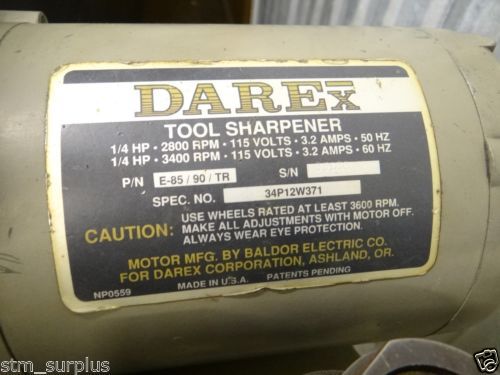 DAREX
TOOL SHARPENER
1/4 HP • 2800 RPM • 115 VOLTS • 3.2 AMPS • 50 HZ
1/4 HP • 3400 RPM • 115 VOLTS • 3.2 AMPS • 60 HZ
P/N E-85/90/TR S/N
SPEC. NO. 34P12W371
CAUTION: USE WHEELS RATED AT LEAST 3600 RPM.
MAKE ALL ADJUSTMENTS WITH MOTOR OFF.
ALWAYS WEAR EYE PROTECTION.
MOTOR MFG. BY BALDOR ELECTRIC CO.
FOR DAREX CORPORATION, ASHLAND, OR.
NP0559 MADE IN U.S.A. PATENTS PENDING
stm_surplus